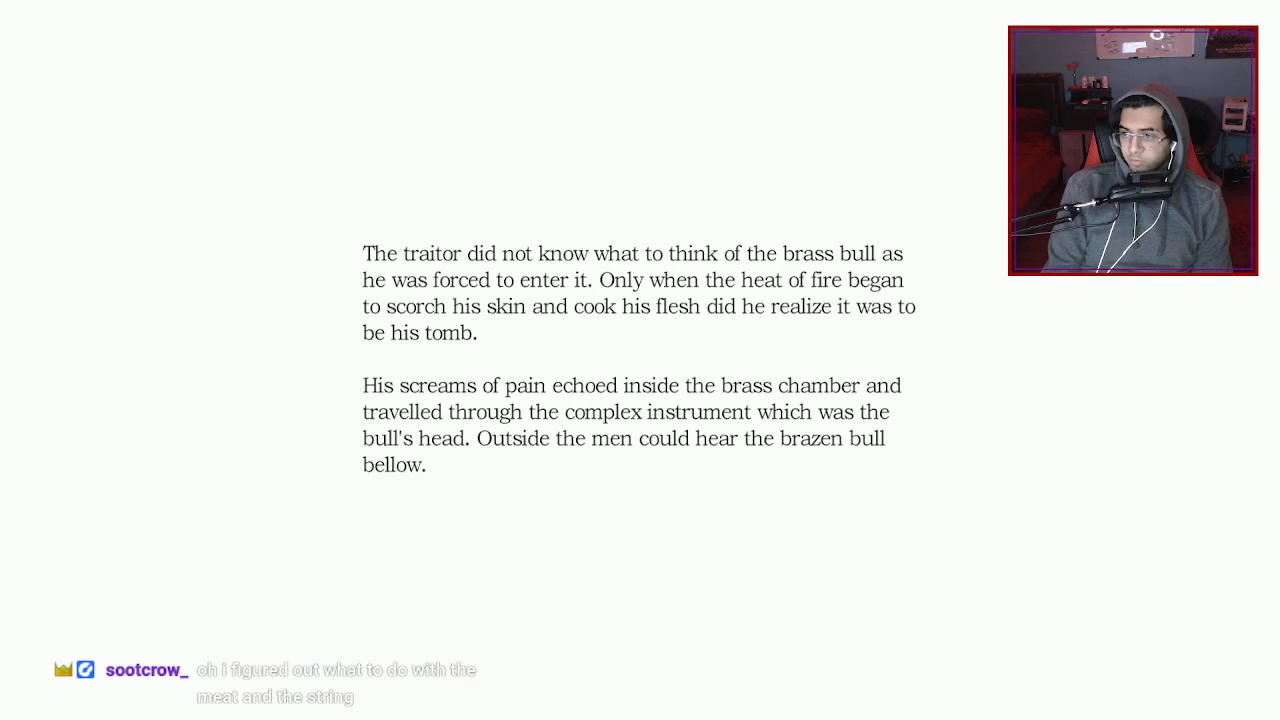 The traitor did not know what to think of the brass bull as
he was forced to enter it. Only when the heat of fire began
to scorch his skin and cook his flesh did he realize it was to
be his tomb.
His screams of pain echoed inside the brass chamber and
travelled through the complex instrument which was the
bull's head. Outside the men could hear the brazen bull
bellow.
sootcrow_ oh i figured out what to do with the
meat and the string